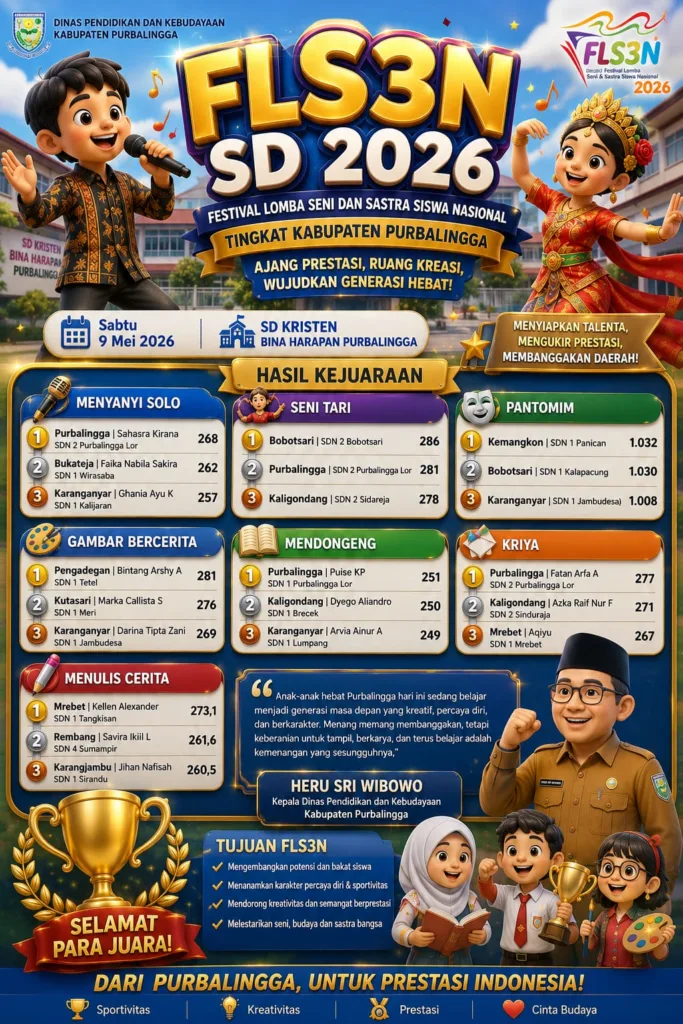 DINAS PENDIDIKAN DAN KEBUDAYAAN
KABUPATEN PURBALINGGA
FLS3N
2026
FLS3N
SD 2026
FESTIVAL LOMBA SENI DAN SASTRA SISWA NASIONAL
TINGKAT KABUPATEN PURBALINGGA
AJANG PRESTASI, RUANG KREASI,
WUJUDKAN GENERASI HEBAT!
SD KRISTEN
BINA HARAPAN
PURBALINGG
Sabtu
9 Mei 2026
SD KRISTEN
BINA HARAPAN PURBALINGGA
MENYIAPKAN TALENTA,
MENGUKIR PRESTASI,
MEMBANGGAKAN DAERAH!
HASIL KEJUARAAN
MENYANYI SOLO
1 Purbalingga | Sahasra Kirana 268
SDN 2 Purbalingga Lor
2 Bukateja | Faika Nabila Sakira 262
SDN 1 Wirasaba
3 Karanganyar | Ghania Ayu K 257
SDN 1 Kalijaran
SENI TARI
1 Bobotsari | SDN 2 Bobotsari 286
2 Purbalingga | SDN 2 Purbalingga Lor 281
3 Kaligondang | SDN 2 Sidareja 278
PANTOMIM
1 Kemangkon | SDN 1 Panican 1.032
2 Bobotsari | SDN 1 Kalapacung 1.030
3 Karanganyar | SDN 1 Jambudesa) 1.008
GAMBAR BERCERITA
1 Pengadegan | Bintang Arshy A 281
SDN 1 Tetel
2 Kutasari | Marka Callista S 276
SDN 1 Meri
3 Karanganyar | Darina Tipta Zani 269
SDN 1 Jambudesa
MENDONGENG
1 Purbalingga | Puise KP 251
SDN 1 Purbalingga Lor
2 Kaligondang | Dyego Aliandro 250
SDN 1 Brecek
3 Karanganyar | Arvia Ainur A 249
SDN 1 Lumpang
KRIYA
1 Purbalingga | Fatan Arfa A 277
SDN 2 Purbalingga Lor
2 Kaligondang | Azka Raif Nur F 271
SDN 2 Sinduraja
3 Mrebet | Aqiyu 267
SDN 1 Mrebet
MENULIS CERITA
1 Mrebet | Kellen Alexander 273,1
SDN 1 Tangkisan
2 Rembang | Savira Ikiil L 261,6
SDN 4 Sumampir
3 Karangjambu | Jihan Nafisah 260,5
SDN 1 Sirandu
“ Anak-anak hebat Purbalingga hari ini sedang belajar
menjadi generasi masa depan yang kreatif, percaya diri,
dan berkarakter. Menang memang membanggakan, tetapi
keberanian untuk tampil, berkarya, dan terus belajar adalah
kemenangan yang sesungguhnya,”
HERU SRI WIBOWO
Kepala Dinas Pendidikan dan Kebudayaan
Kabupaten Purbalingga
SELAMAT
PARA JUARA!
TUJUAN FLS3N
Mengembangkan potensi dan bakat siswa
Menanamkan karakter percaya diri & sportivitas
Mendorong kreativitas dan semangat berprestasi
Melestarikan seni, budaya dan sastra bangsa
DARI PURBALINGGA, UNTUK PRESTASI INDONESIA!
Sportivitas | Kreativitas | Prestasi | Cinta Budaya